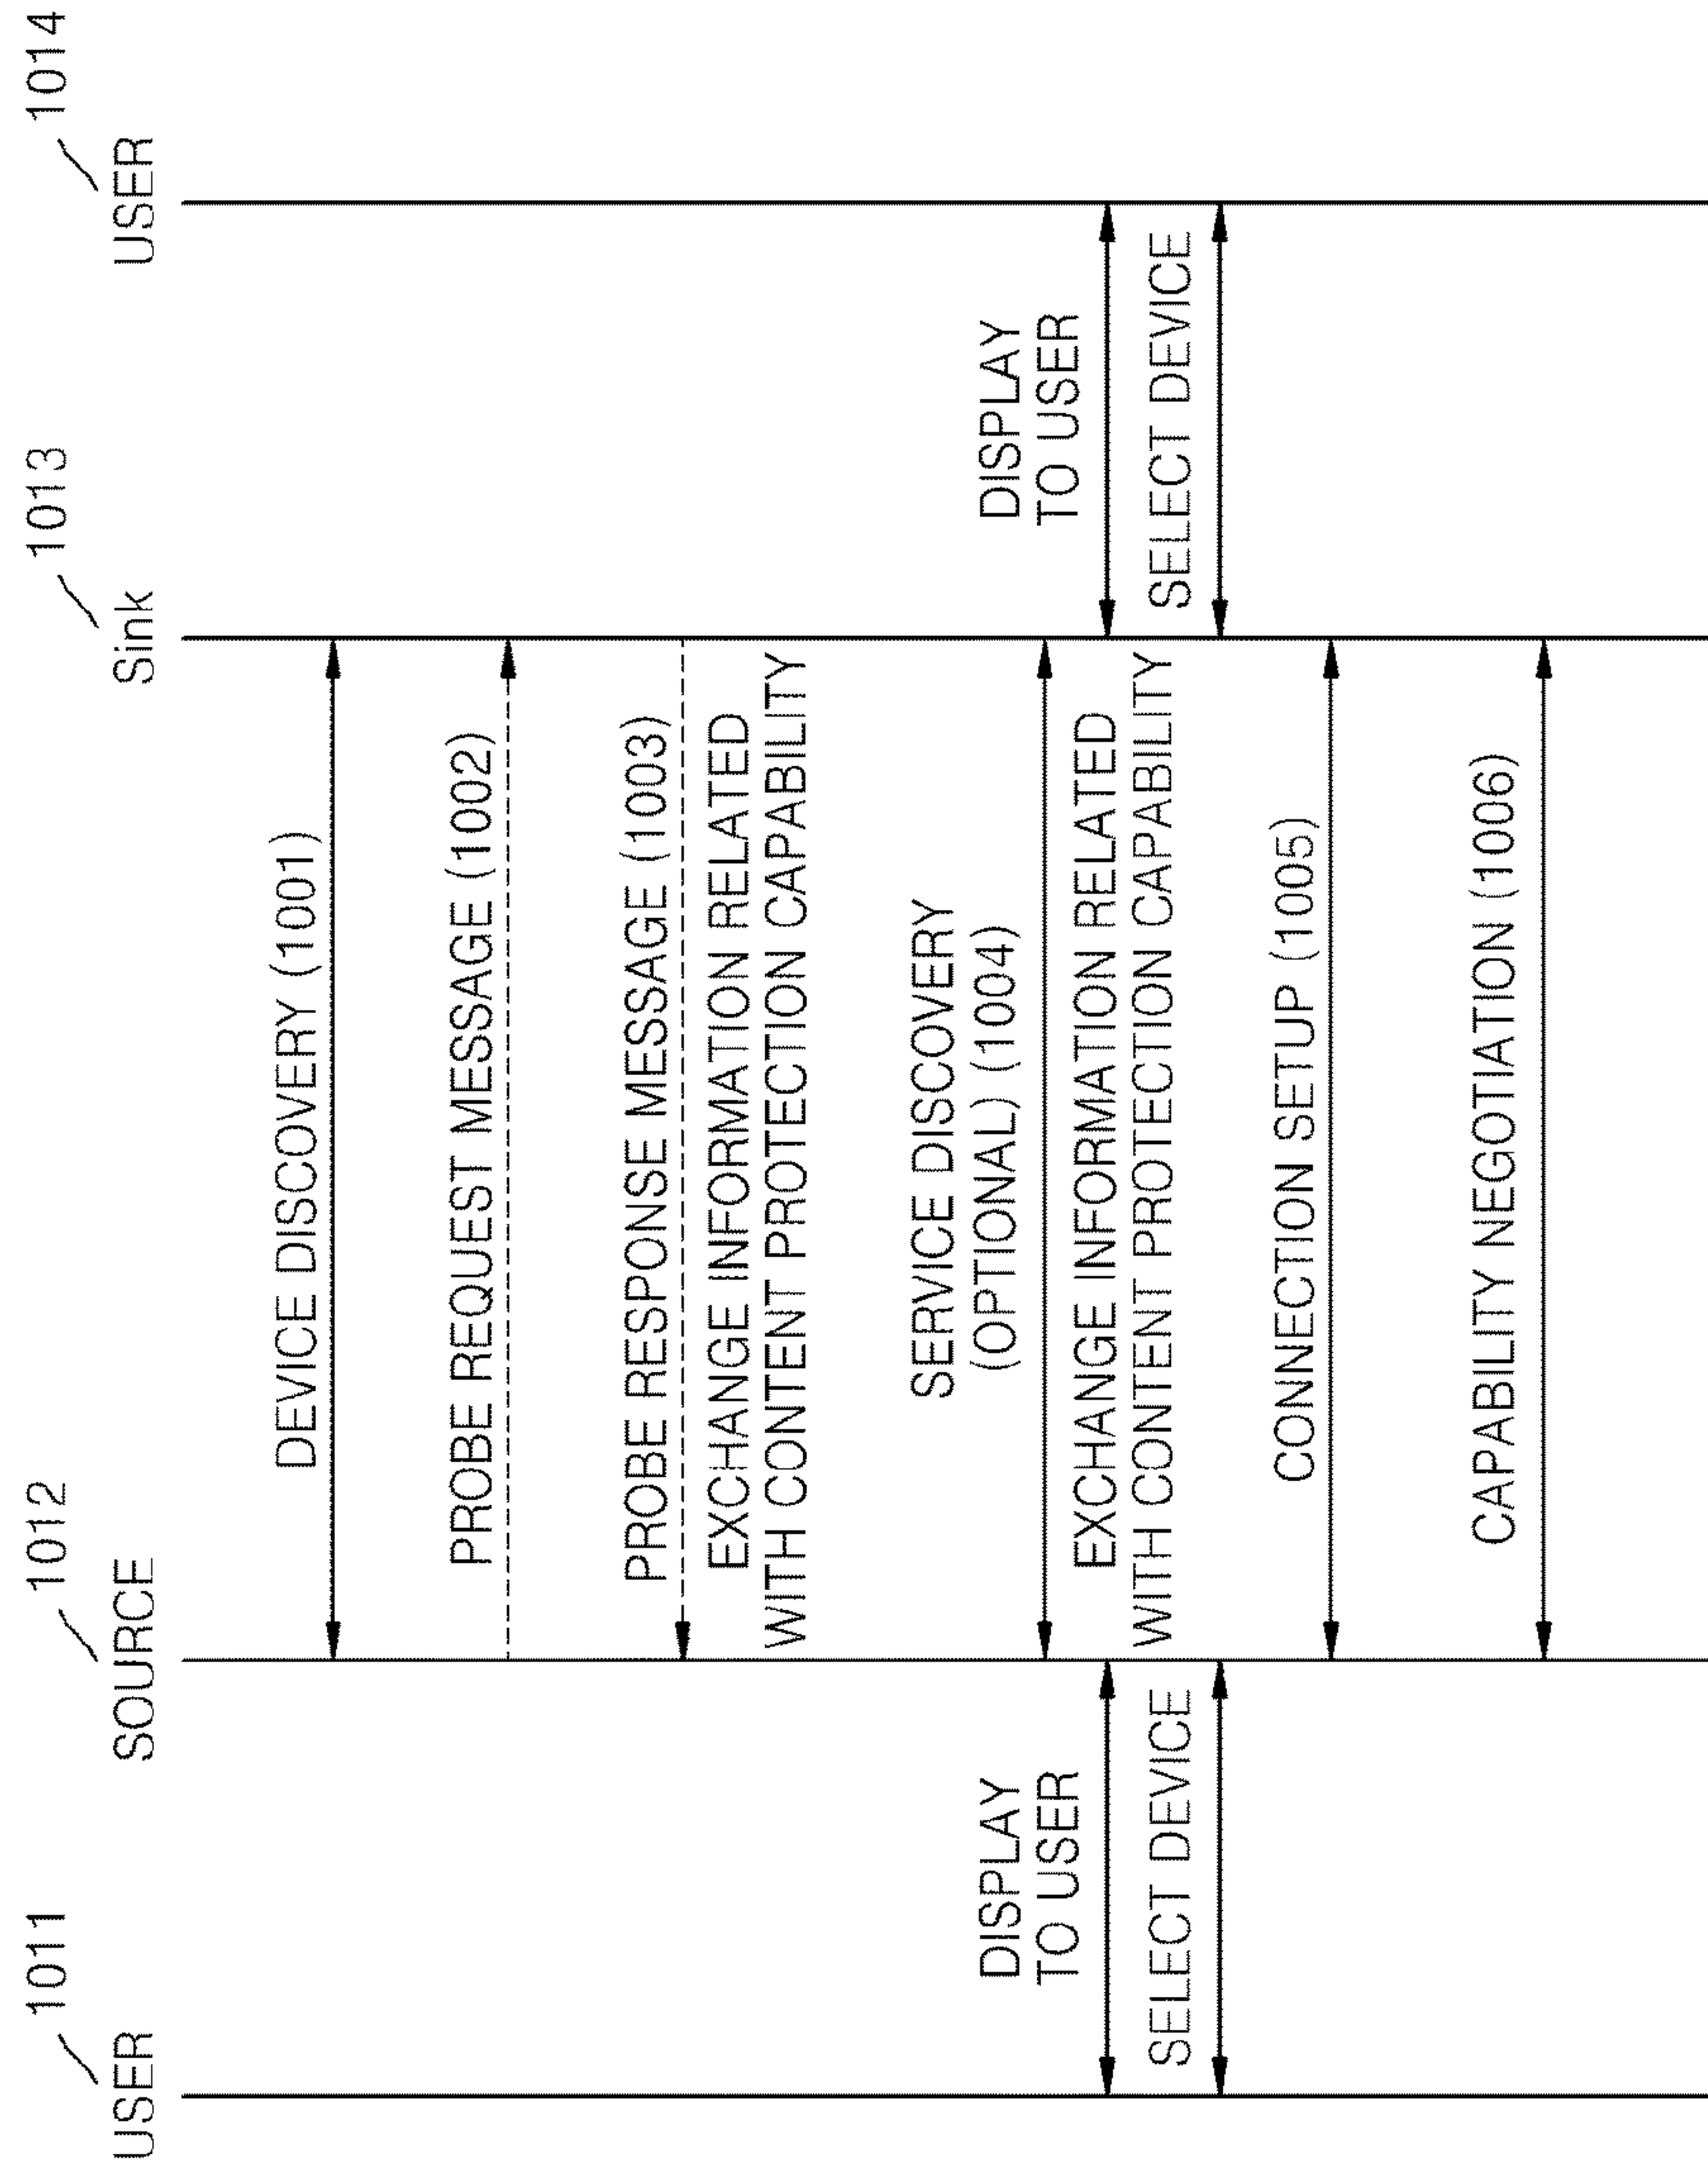 USER 1011
SOURCE 1012
Sink 1013
USER 1014
DEVICE DISCOVERY (1001)
PROBE REQUEST MESSAGE (1002)
PROBE RESPONSE MESSAGE (1003)
EXCHANGE INFORMATION RELATED
WITH CONTENT PROTECTION CAPABILITY
SERVICE DISCOVERY
(OPTIONAL) (1004)
DISPLAY
TO USER
SELECT DEVICE
EXCHANGE INFORMATION RELATED
WITH CONTENT PROTECTION CAPABILITY
DISPLAY
TO USER
SELECT DEVICE
CONNECTION SETUP (1005)
CAPABILITY NEGOTIATION (1006)